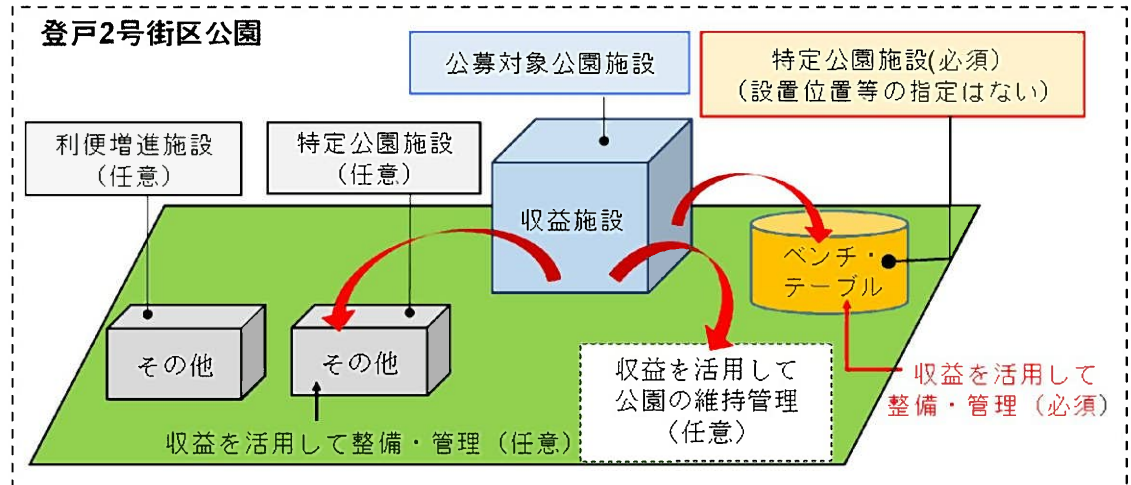 登戸2号街区公園
公募対象公園施設
特定公園施設(必須)
（設置位置等の指定はない）
利便増進施設
（任意）
特定公園施設
（任意）
収益施設
ベンチ・
テーブル
その他
その他
収益を活用して
公園の維持管理
（任意）
収益を活用して
整備・管理（必須）
収益を活用して整備・管理（任意）